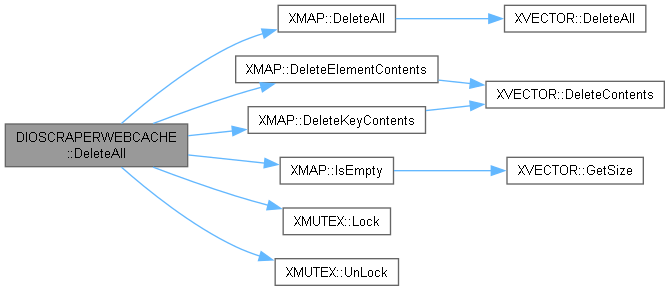 DIOSCRAPERWEBCACHE
::DeleteAll
XMAP::DeleteAll
XVECTOR::DeleteAll
XMAP::DeleteElementContents
XVECTOR::DeleteContents
XMAP::DeleteKeyContents
XMAP::IsEmpty
XVECTOR::GetSize
XMUTEX::Lock
XMUTEX::UnLock